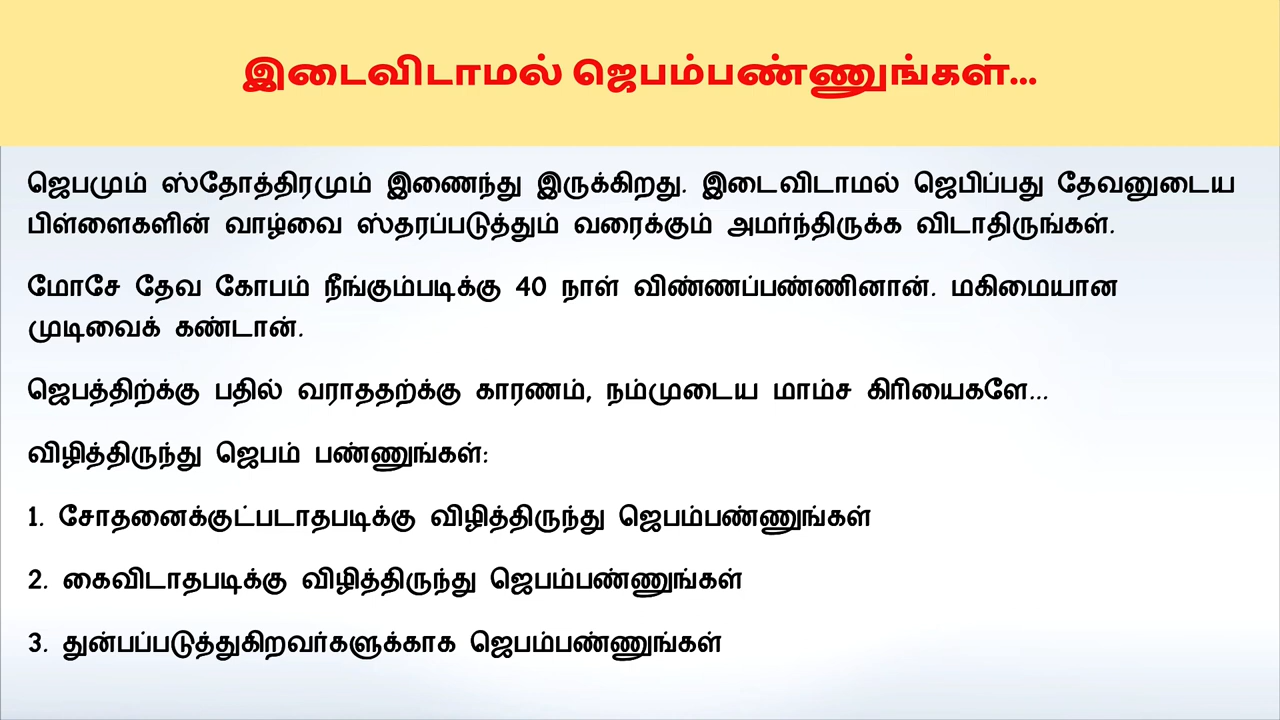 இடைவிடாமல் ஜெபம்பண்ணுங்கள்...
ஜெபமும் ஸ்தோத்திரமும் இணைந்து இருக்கிறது. இடைவிடாமல் ஜெபிப்பது தேவனுடைய
பிள்ளைகளின் வாழ்வை ஸ்தரப்படுத்தும் வரைக்கும் அமர்ந்திருக்க விடாதிருங்கள்.
மோசே தேவ கோபம் நீங்கும்படிக்கு 40 நாள் விண்ணப்பண்ணினான். மகிமையான
முடிவைக் கண்டான்.
ஜெபத்திற்க்கு பதில் வராததற்க்கு காரணம், நம்முடைய மாம்ச கிரியைகளே...
விழித்திருந்து ஜெபம் பண்ணுங்கள்:
1. சோதனைக்குட்படாதபடிக்கு விழித்திருந்து ஜெபம்பண்ணுங்கள்
2. கைவிடாதபடிக்கு விழித்திருந்து ஜெபம்பண்ணுங்கள்
3. துன்பப்படுத்துகிறவர்களுக்காக ஜெபம்பண்ணுங்கள்